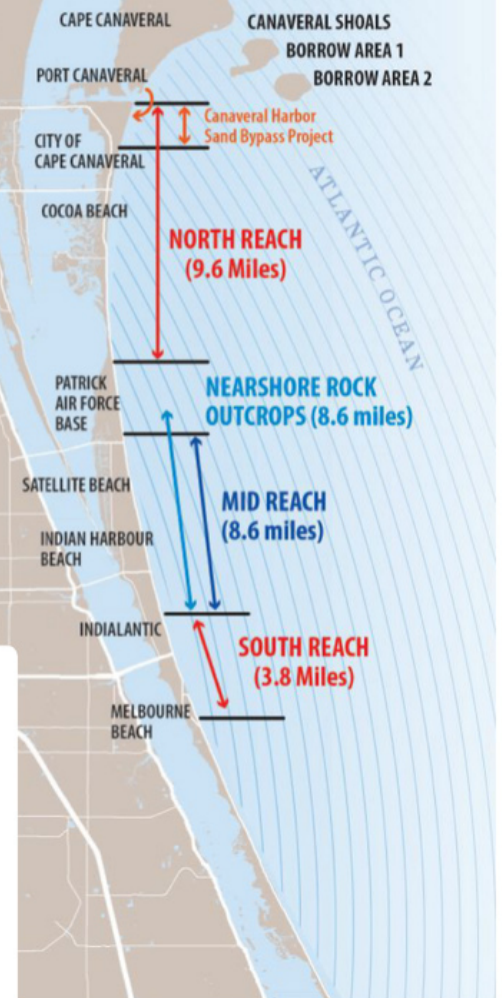 CAPE CANAVERAL
CANAVERAL SHOALS
BORROW AREA 1
BORROW AREA 2
PORT CANAVERAL
Canaveral Harbor
Sand Bypass Project
CITY OF
CAPE CANAVERAL
ATLANTIC OCEAN
COCOA BEACH
NORTH REACH
(9.6 Miles)
PATRICK
AIR FORCE
BASE
NEARSHORE ROCK
OUTCROPS (8.6 miles)
SATELLITE BEACH
MID REACH
(8.6 miles)
INDIAN HARBOUR
BEACH
INDIALANTIC
SOUTH REACH
(3.8 Miles)
MELBOURNE
BEACH